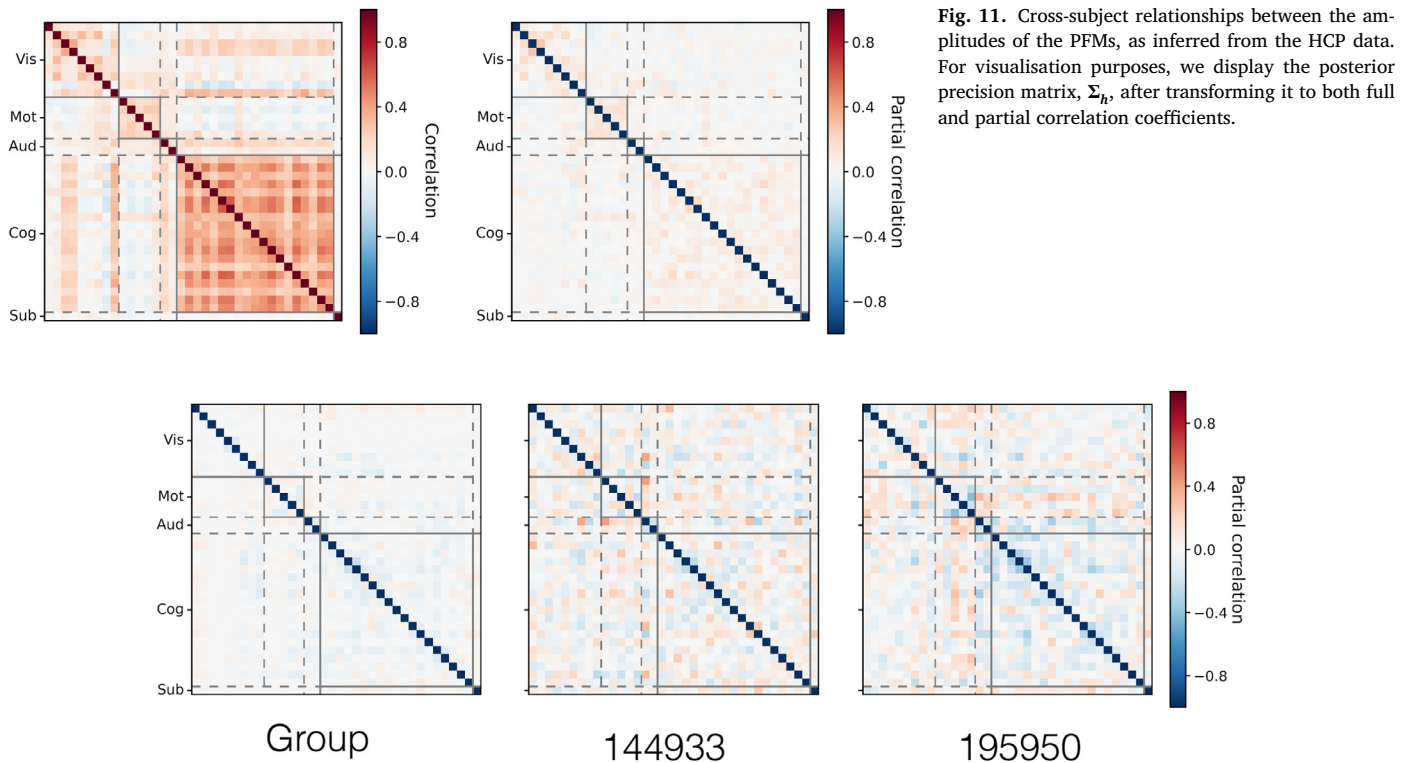 Vis
Mot
Aud
Cog
Sub
0.8
0.4
0.0
−0.4
−0.8
Correlation
Vis
Mot
Aud
Cog
Sub
0.8
0.4
0.0
−0.4
−0.8
Partial correlation
Fig. 11. Cross-subject relationships between the am-
plitudes of the PFMs, as inferred from the HCP data.
For visualisation purposes, we display the posterior
precision matrix, Σh, after transforming it to both full
and partial correlation coefficients.
Vis
Mot
Aud
Cog
Sub
Group
144933
195950
0.8
0.4
0.0
−0.4
−0.8
Partial correlation